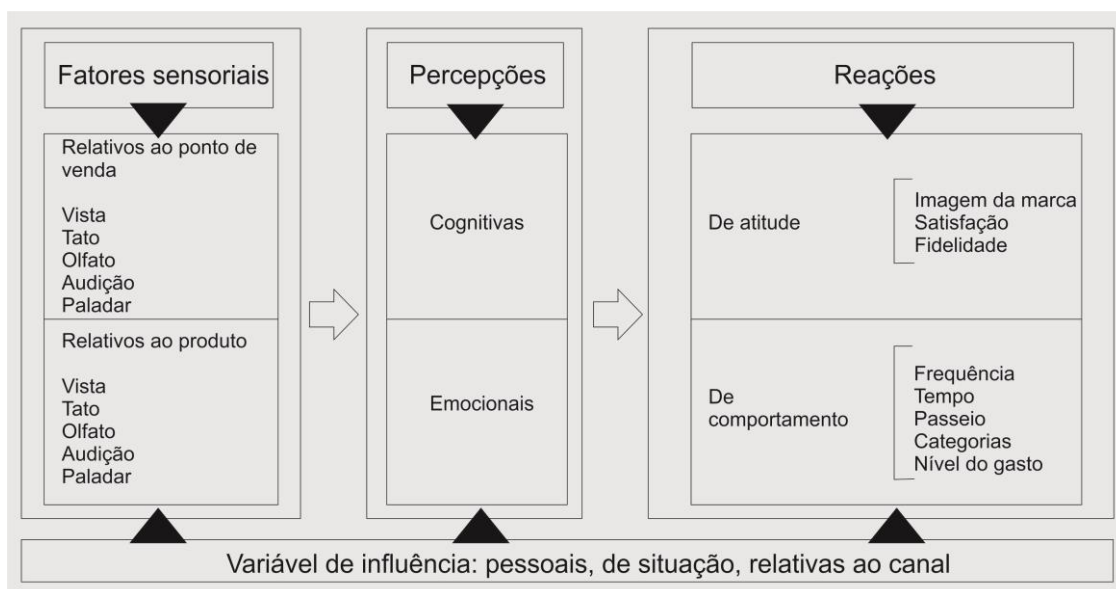 Fatores sensoriais
Relativos ao ponto de
venda
Vista
Tato
Olfato
Audição
Paladar
Relativos ao produto
Vista
Tato
Olfato
Audição
Paladar
Percepções
Cognitivas
Emocionais
Reações
De atitude
Imagem da marca
Satisfação
Fidelidade
De
comportamento
Frequência
Tempo
Passeio
Categorias
Nível do gasto
Variável de influência: pessoais, de situação, relativas ao canal